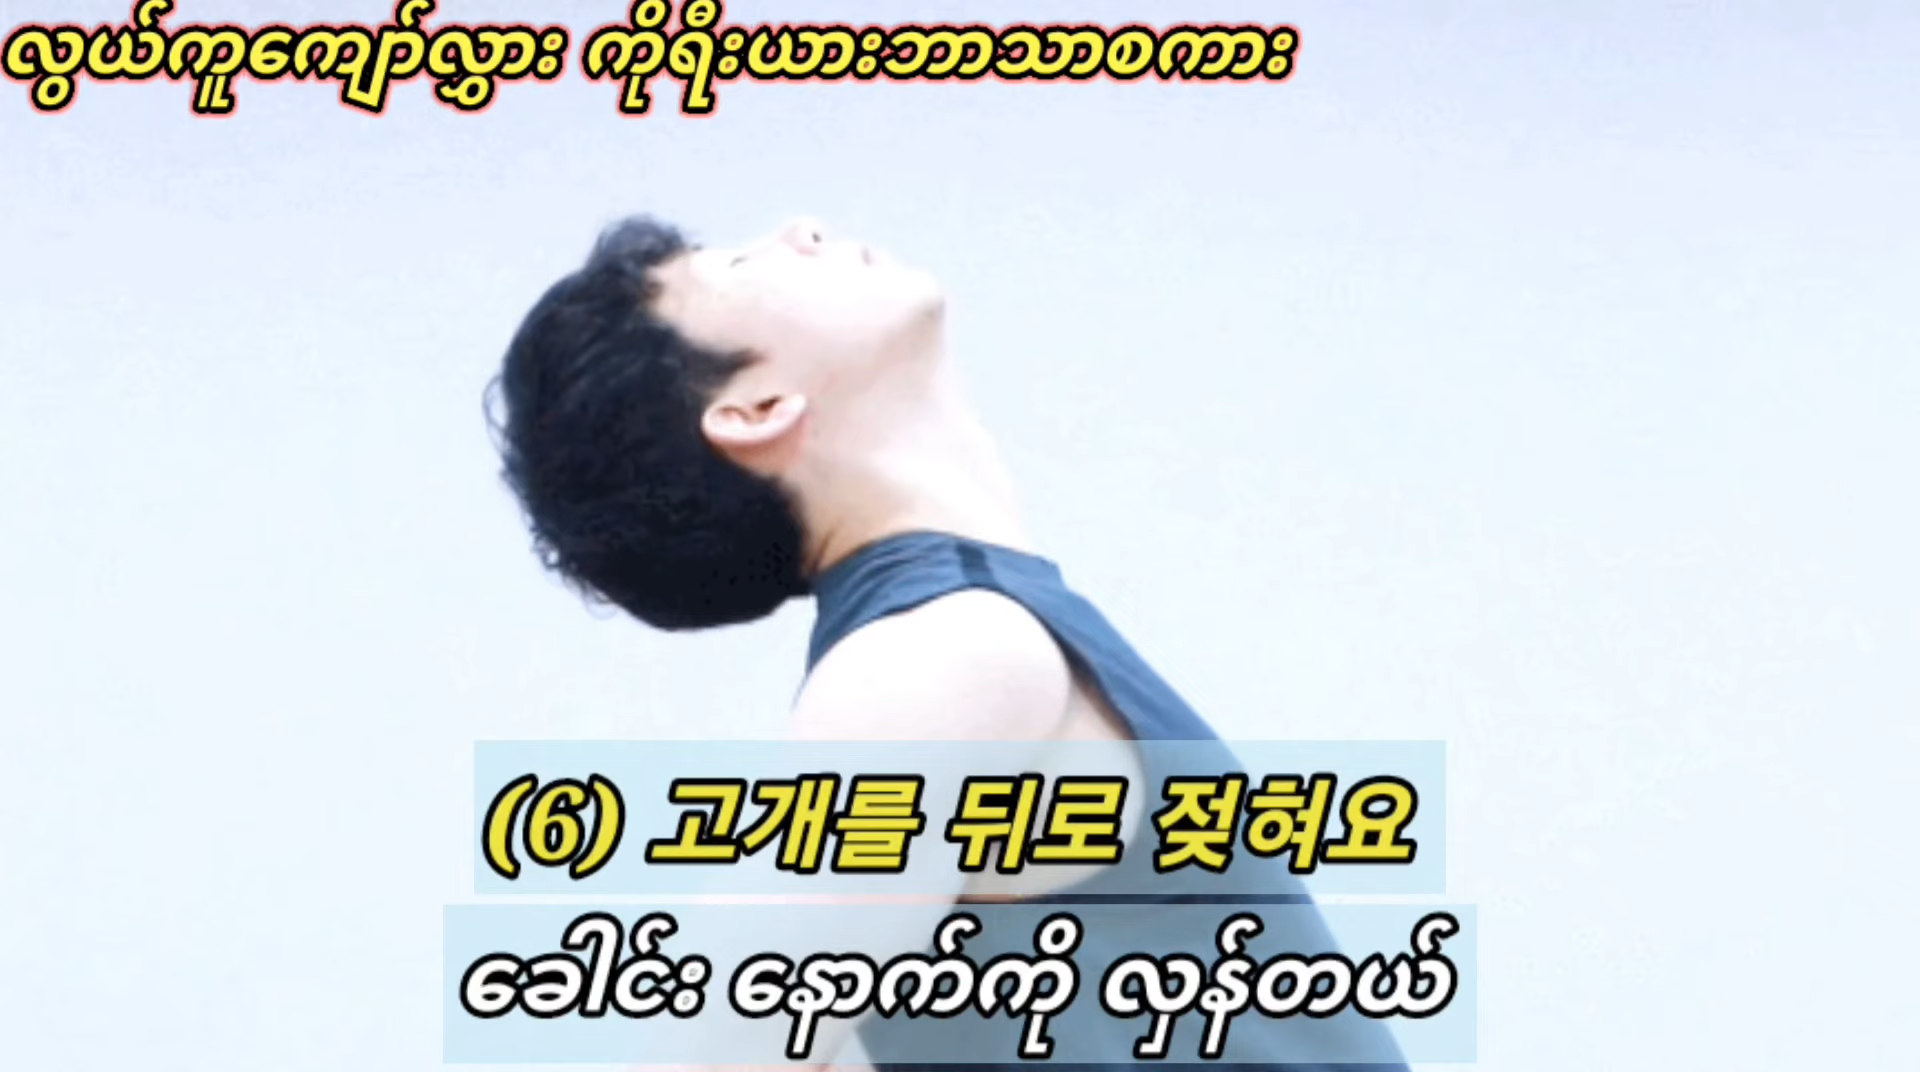 လွယ်ကူကျော်လွှား ကိုရီးယားဘာသာစကား
(6) 고개를 뒤로 젖혀요
ခေါင်း နောက်ကို လှန်တယ်